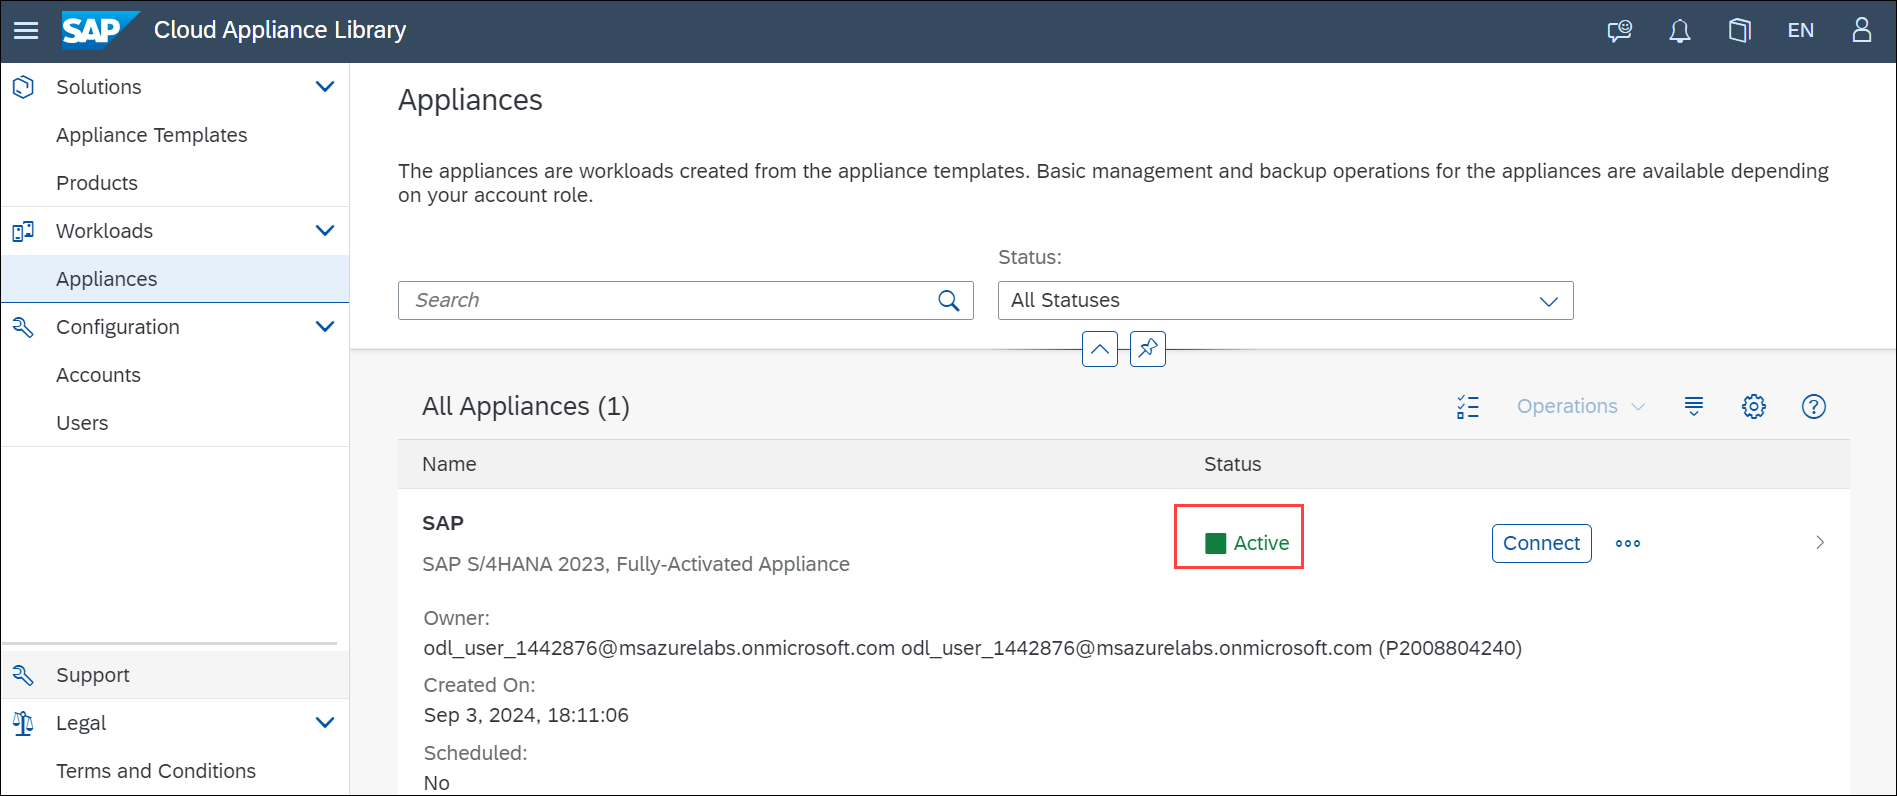 SAP Cloud Appliance Library EN
Solutions
Appliance Templates
Products
Workloads
Appliances
Configuration
Accounts
Users
Support
Legal
Terms and Conditions
Appliances
The appliances are workloads created from the appliance templates. Basic management and backup operations for the appliances are available depending
on your account role.
Status:
Search
All Statuses
All Appliances (1)
Operations
Name Status
SAP
SAP S/4HANA 2023, Fully-Activated Appliance
Active
Connect
Owner:
odl_user_1442876@msazurelabs.onmicrosoft.com odl_user_1442876@msazurelabs.onmicrosoft.com (P2008804240)
Created On:
Sep 3, 2024, 18:11:06
Scheduled:
No